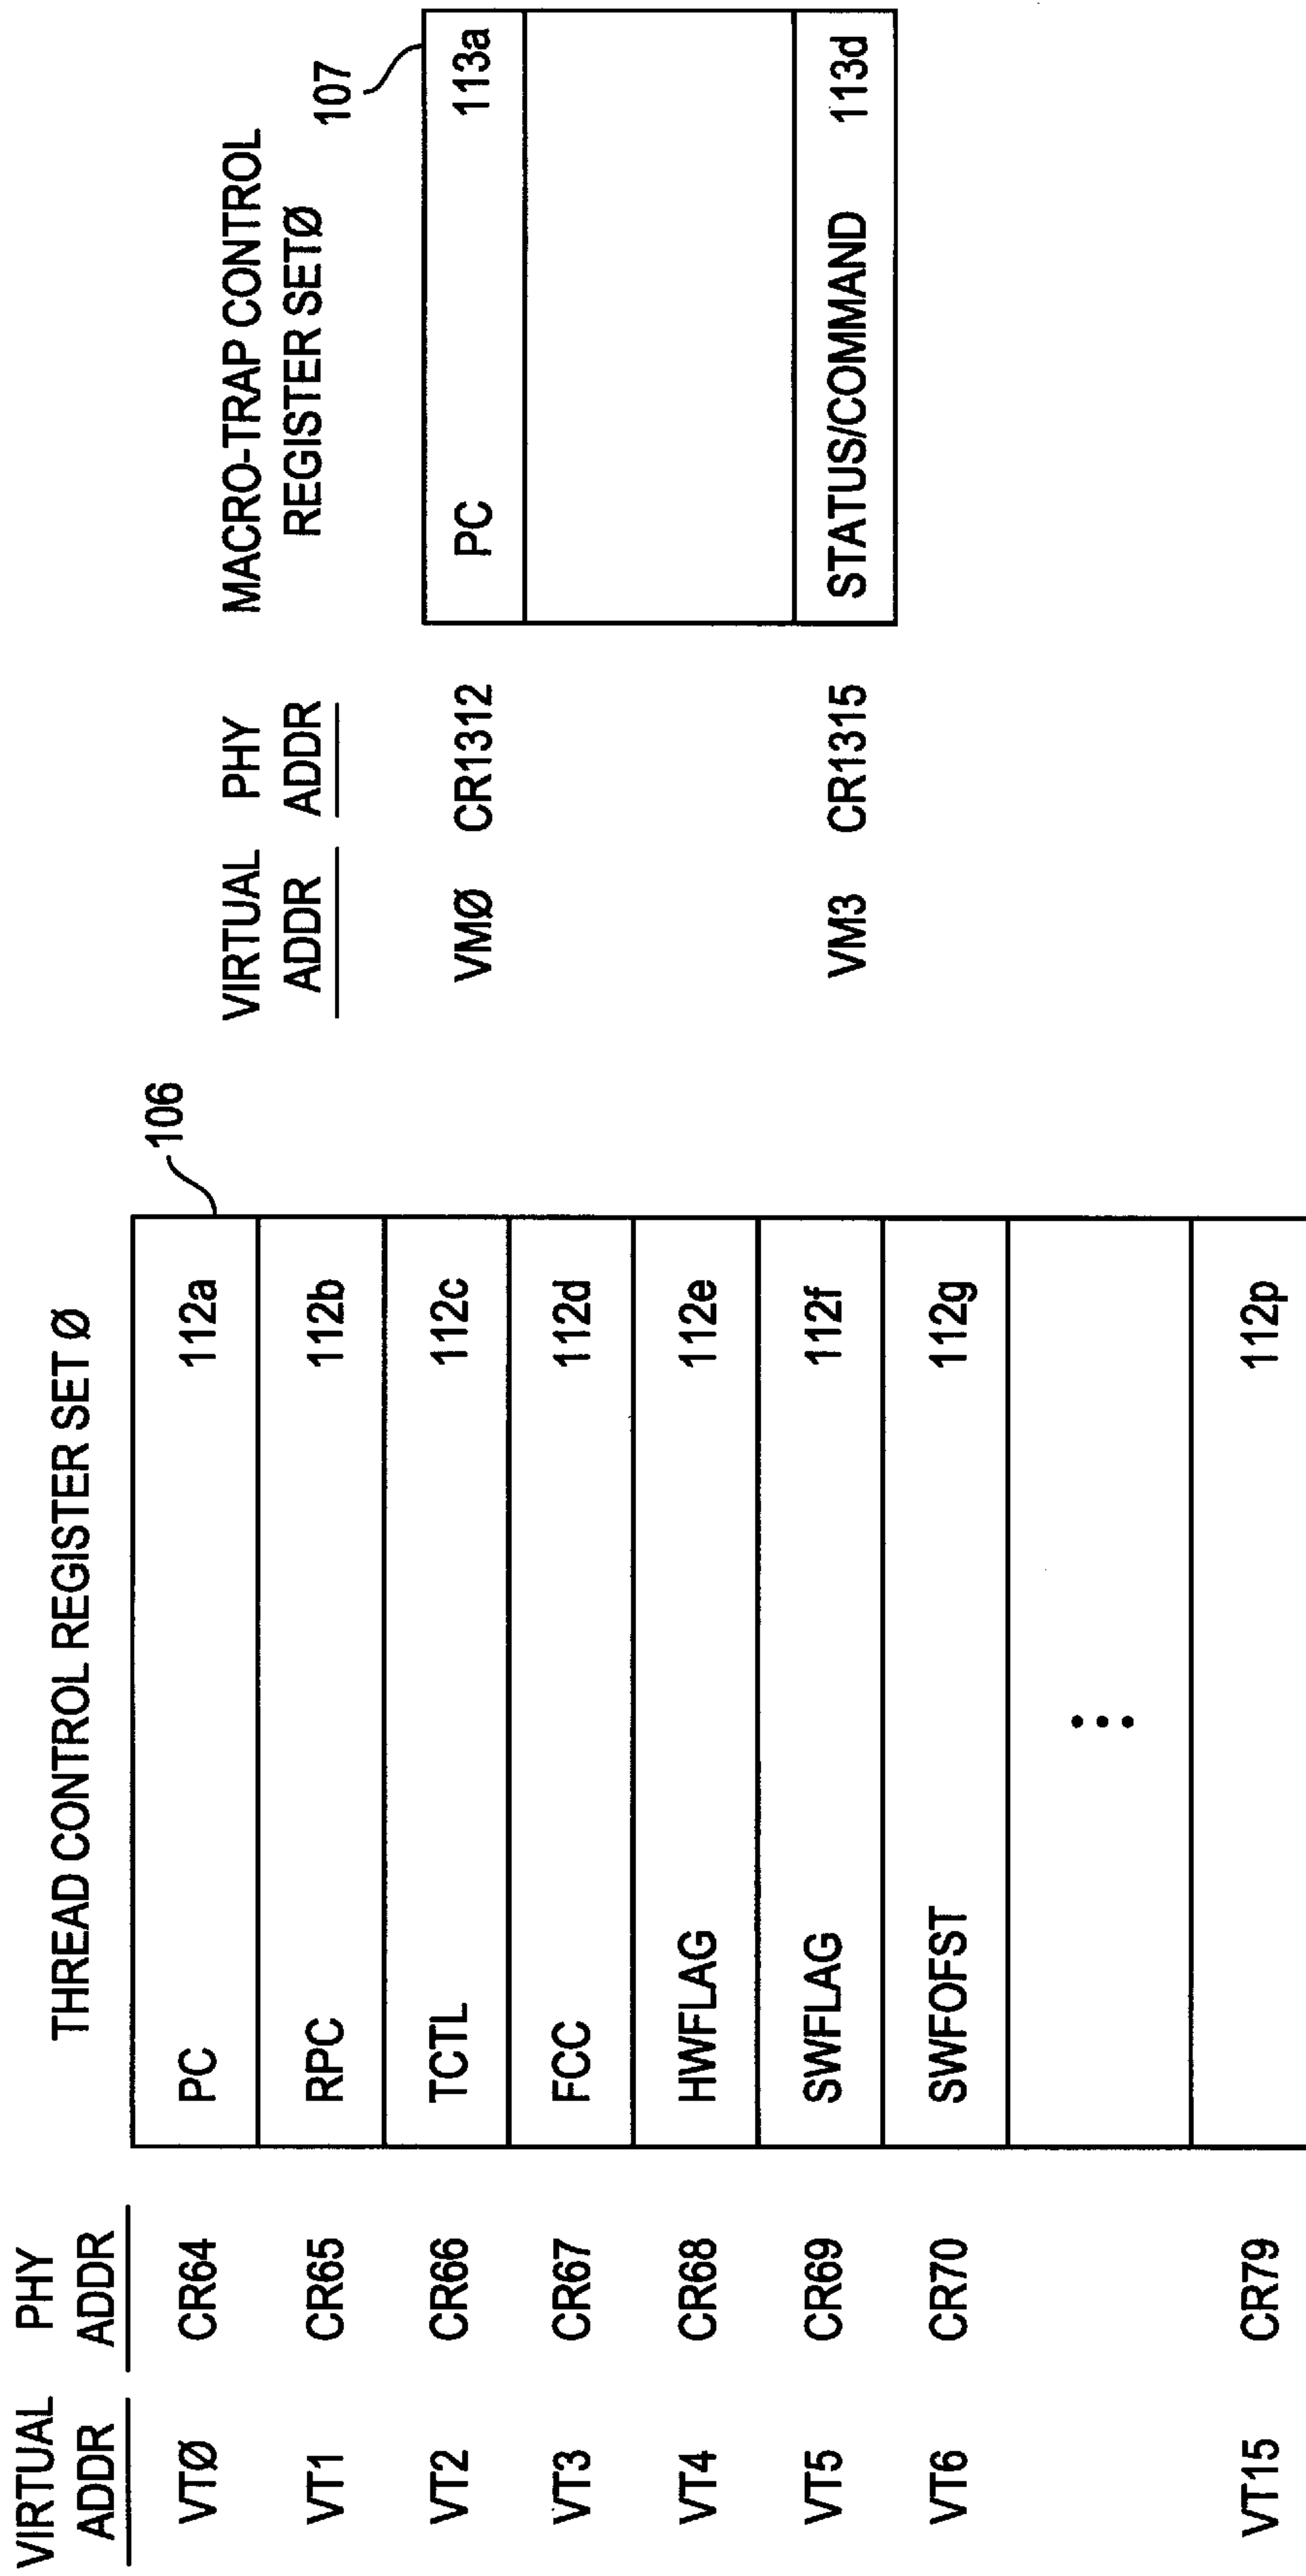 THREAD CONTROL REGISTER SET Ø
VIRTUAL ADDR
PHY ADDR
106
VTØ CR64 PC 112a
VT1 CR65 RPC 112b
VT2 CR66 TCTL 112c
VT3 CR67 FCC 112d
VT4 CR68 HWFLAG 112e
VT5 CR69 SWFLAG 112f
VT6 CR70 SWFOFST 112g
VT15 CR79 112p
VIRTUAL ADDR
PHY ADDR
MACRO-TRAP CONTROL
REGISTER SETØ
107
VMØ CR1312 PC 113a
VM3 CR1315 STATUS/COMMAND 113d